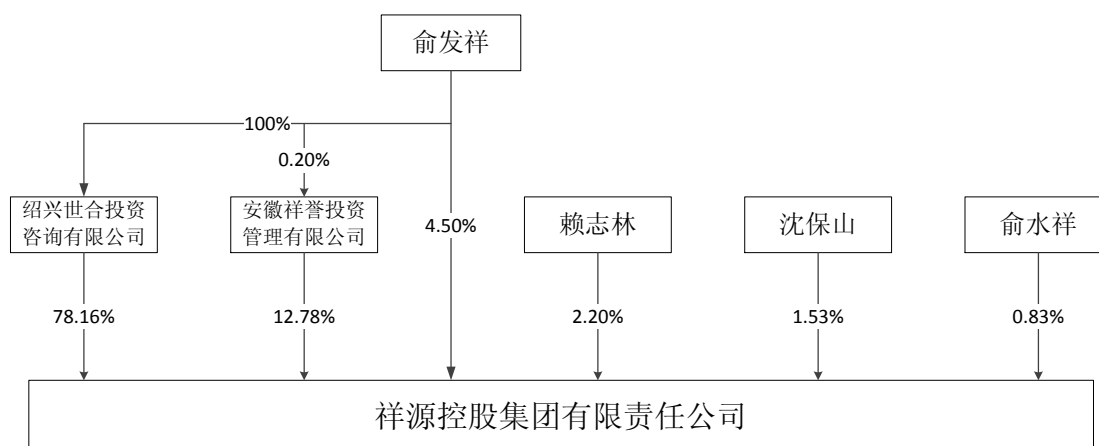 俞发祥
100%
0.20%
绍兴世合投资
咨询有限公司
安徽祥誉投资
管理有限公司
4.50%
赖志林
沈保山
俞水祥
78.16%
12.78%
2.20%
1.53%
0.83%
祥源控股集团有限责任公司